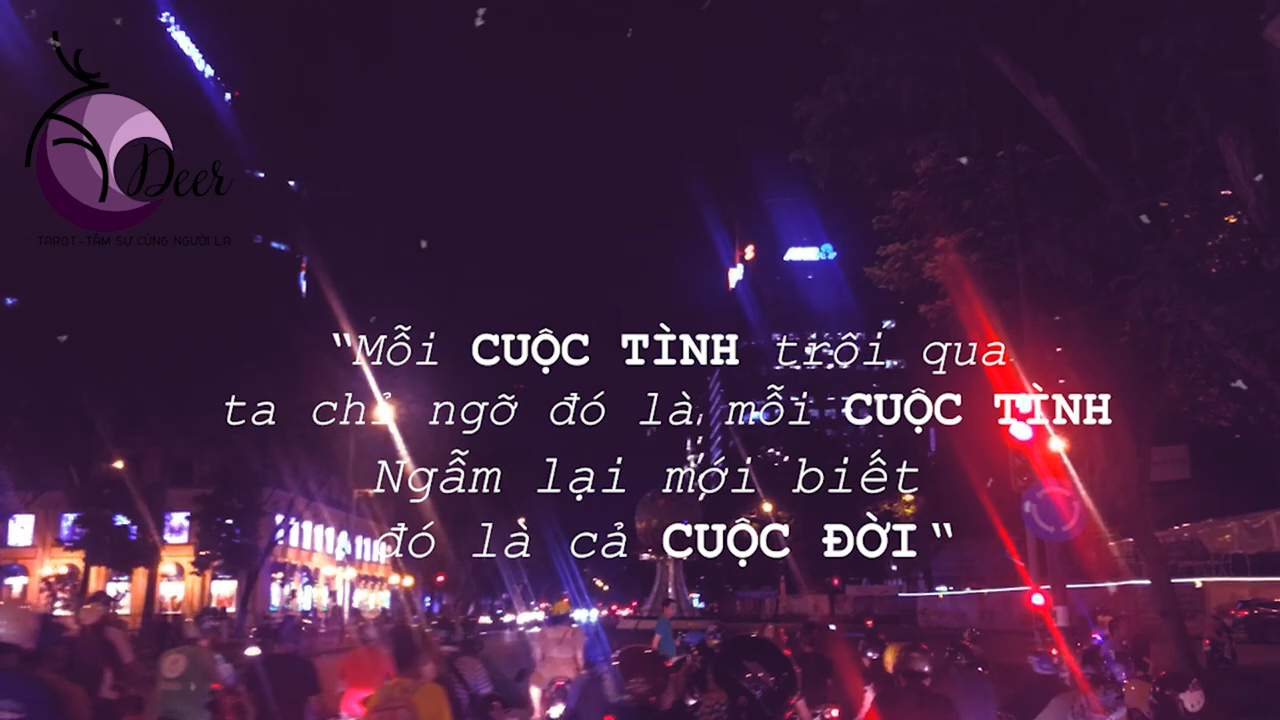 Deer
TAROT-TÂM SỰ CÙNG NGƯỜI LẠ
"Mỗi CUỘC TÌNH trôi qua
ta chỉ ngỡ đó là mỗi CUỘC TÌNH
Ngẫm lại mới biết
đó là cả CUỘC ĐỜI"